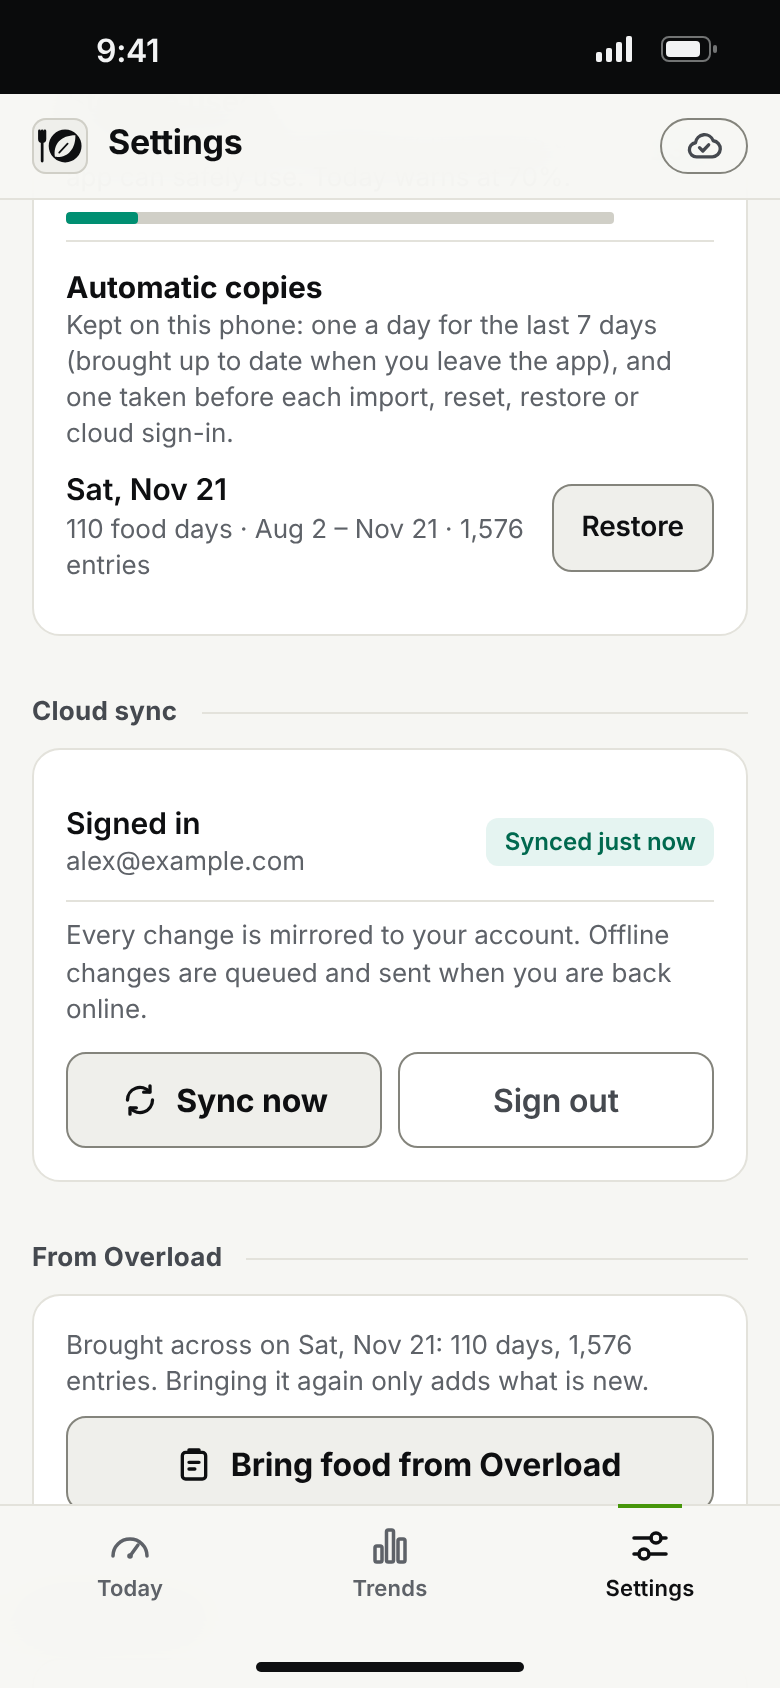 9:41
Settings
Automatic copies
Kept on this phone: one a day for the last 7 days
(brought up to date when you leave the app), and
one taken before each import, reset, restore or
cloud sign-in.
Sat, Nov 21
110 food days · Aug 2 – Nov 21 · 1,576
entries
Restore
Cloud sync
Signed in
alex@example.com
Synced just now
Every change is mirrored to your account. Offline
changes are queued and sent when you are back
online.
Sync now
Sign out
From Overload
Brought across on Sat, Nov 21: 110 days, 1,576
entries. Bringing it again only adds what is new.
Bring food from Overload
Today
Trends
Settings